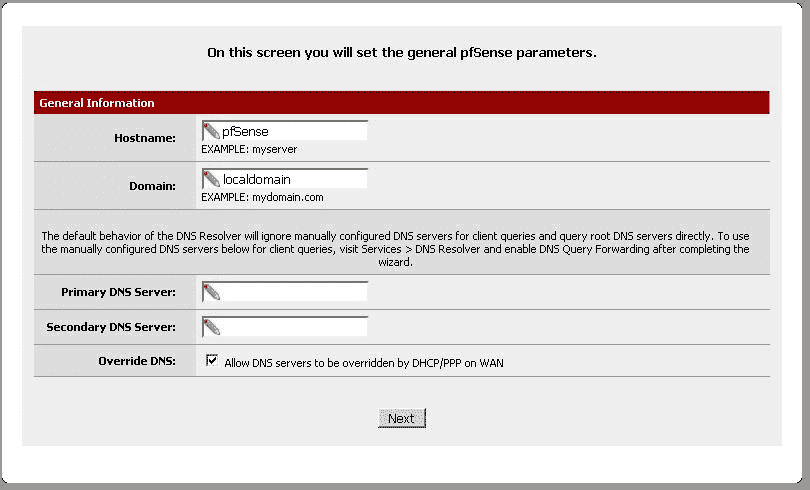 On this screen you will set the general pfSense parameters.
General Information
Hostname:
pfSense
EXAMPLE: myserver
Domain:
localdomain
EXAMPLE: mydomain.com
The default behavior of the DNS Resolver will ignore manually configured DNS servers for client queries and query root DNS servers directly. To use
the manually configured DNS servers below for client queries, visit Services > DNS Resolver and enable DNS Query Forwarding after completing the
wizard.
Primary DNS Server:
Secondary DNS Server:
Override DNS:
Allow DNS servers to be overridden by DHCP/PPP on WAN
Next